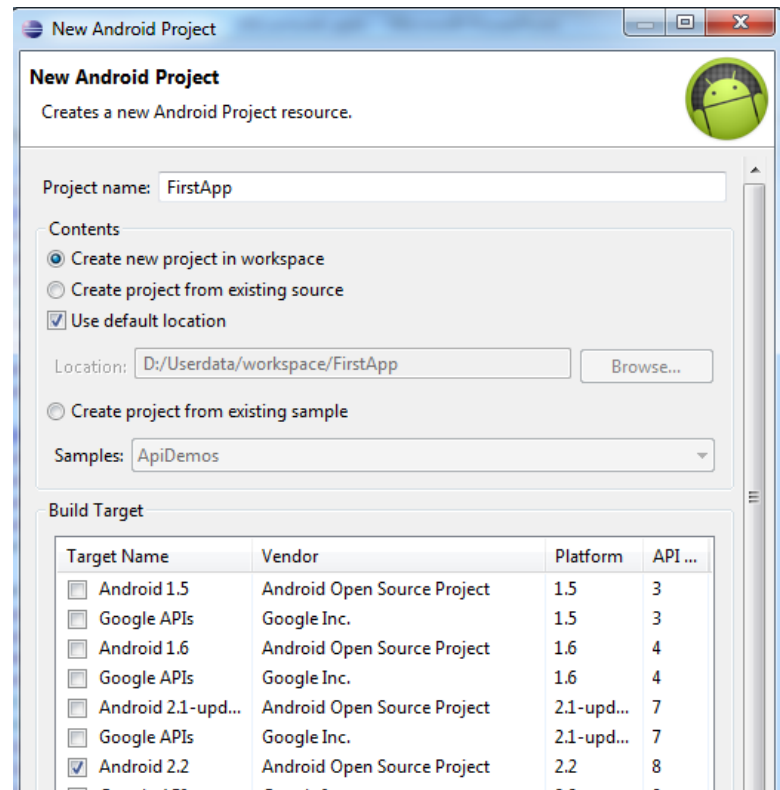 New Android Project
New Android Project
Creates a new Android Project resource.
Project name: FirstApp
Contents
Create new project in workspace
Create project from existing source
Use default location
Location: D:/Userdata/workspace/FirstApp Browse...
Create project from existing sample
Samples: ApiDemos
Build Target
Target Name Vendor Platform API ...
Android 1.5 Android Open Source Project 1.5 3
Google APIs Google Inc. 1.5 3
Android 1.6 Android Open Source Project 1.6 4
Google APIs Google Inc. 1.6 4
Android 2.1-upd... Android Open Source Project 2.1-upd... 7
Google APIs Google Inc. 2.1-upd... 7
Android 2.2 Android Open Source Project 2.2 8